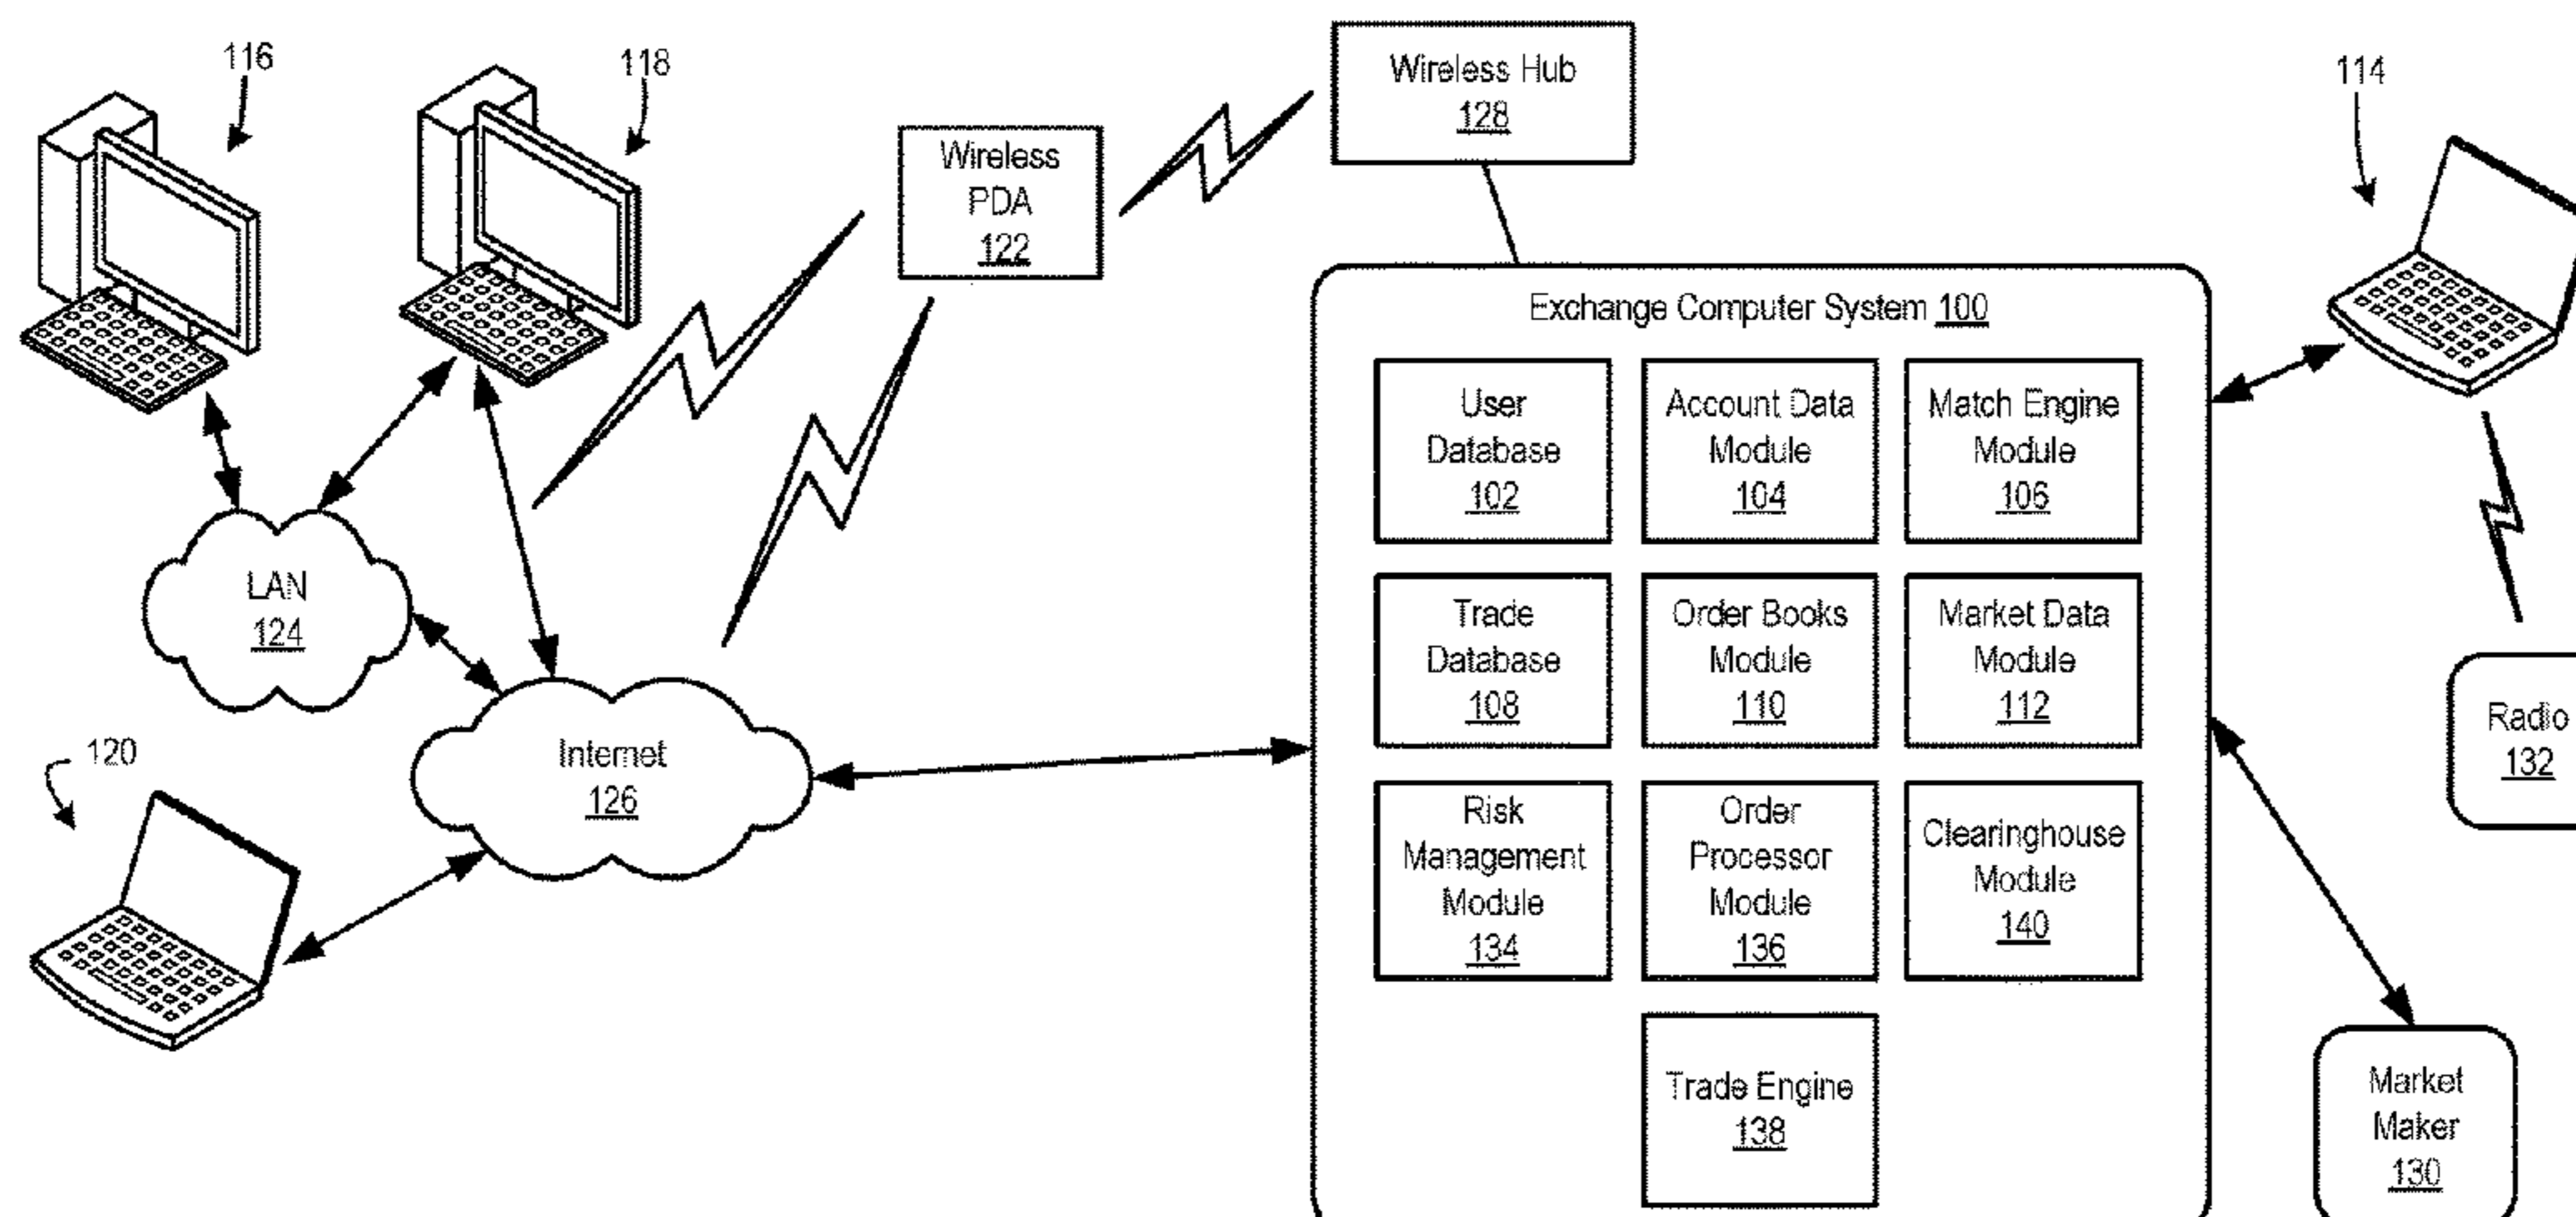 116
118
Wireless Hub
128
114
Wireless
PDA
122
Exchange Computer System 100
User
Database
102
Account Data
Module
104
Match Engine
Module
106
LAN
124
Trade
Database
108
Order Books
Module
110
Market Data
Module
112
Radio
132
120
Internet
126
Risk
Management
Module
134
Order
Processor
Module
136
Clearinghouse
Module
140
Trade Engine
138
Market
Maker
130